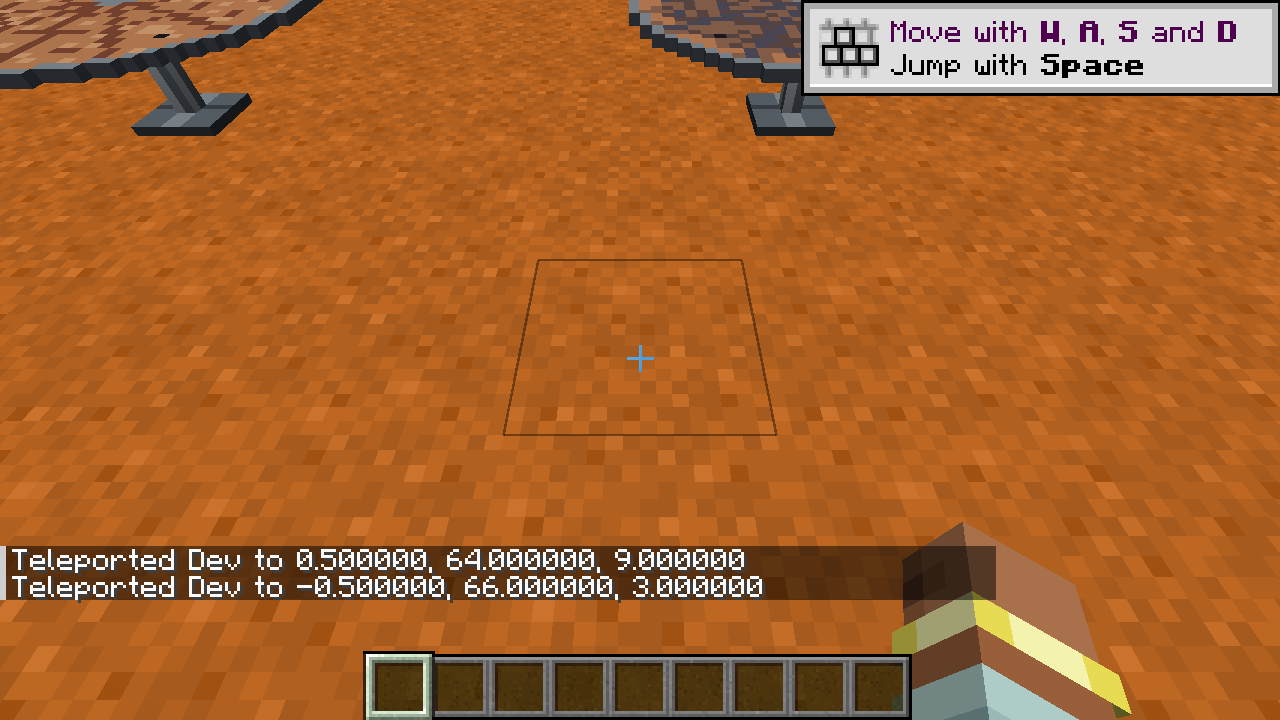 Move with W, A, S and D
Jump with Space
Teleported Dev to 0.500000, 64.000000, 9.000000
Teleported Dev to -0.500000, 66.000000, 3.000000